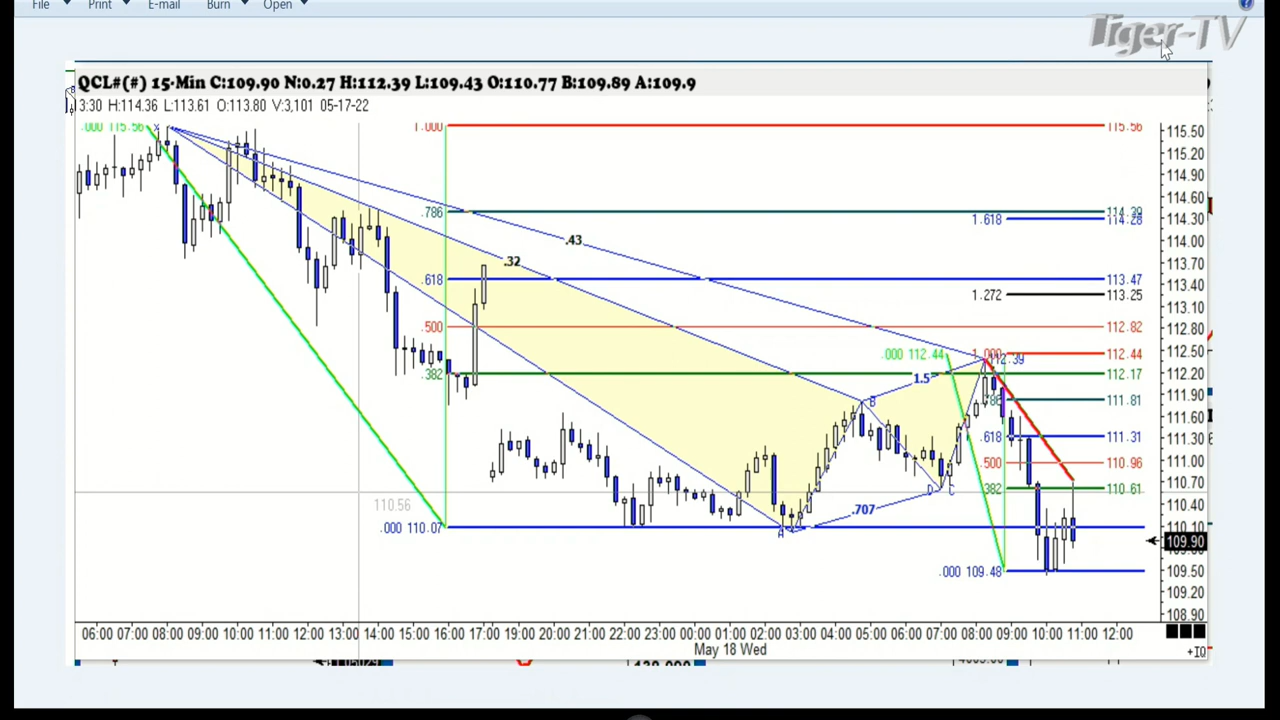 File Print E-mail Burn Open
Tiger-TV
QCL#(#) 15-Min C:109.90 N:0.27 H:112.39 L:109.43 O:110.77 B:109.89 A:109.9
3:30 H:114.36 L:113.61 O:113.80 V:3,101 05-17-22
.000 115.56 X 1.000 115.56 115.50
115.20
114.90
114.60
.786 114.39
1.618 114.28 114.30
.43 114.00
.32 113.70
.618 113.47 113.40
1.272 113.25
113.10
.500 112.82 112.80
.000 112.44 1.000 112.39 112.44 112.50
.382 1.5 112.17 112.20
B 111.81 111.90
111.60
.618 111.31 111.30
.500 110.96 111.00
D C 382 110.61 110.70
110.56 .707 110.40
.000 110.07 A 110.10
109.90
.000 109.48 109.50
109.20
108.90
06:00 07:00 08:00 09:00 10:00 11:00 12:00 13:00 14:00 15:00 16:00 17:00 19:00 20:00 21:00 22:00 23:00 00:00 01:00 02:00 03:00 04:00 05:00 06:00 07:00 08:00 09:00 10:00 11:00 12:00
May 18 Wed
+IQ